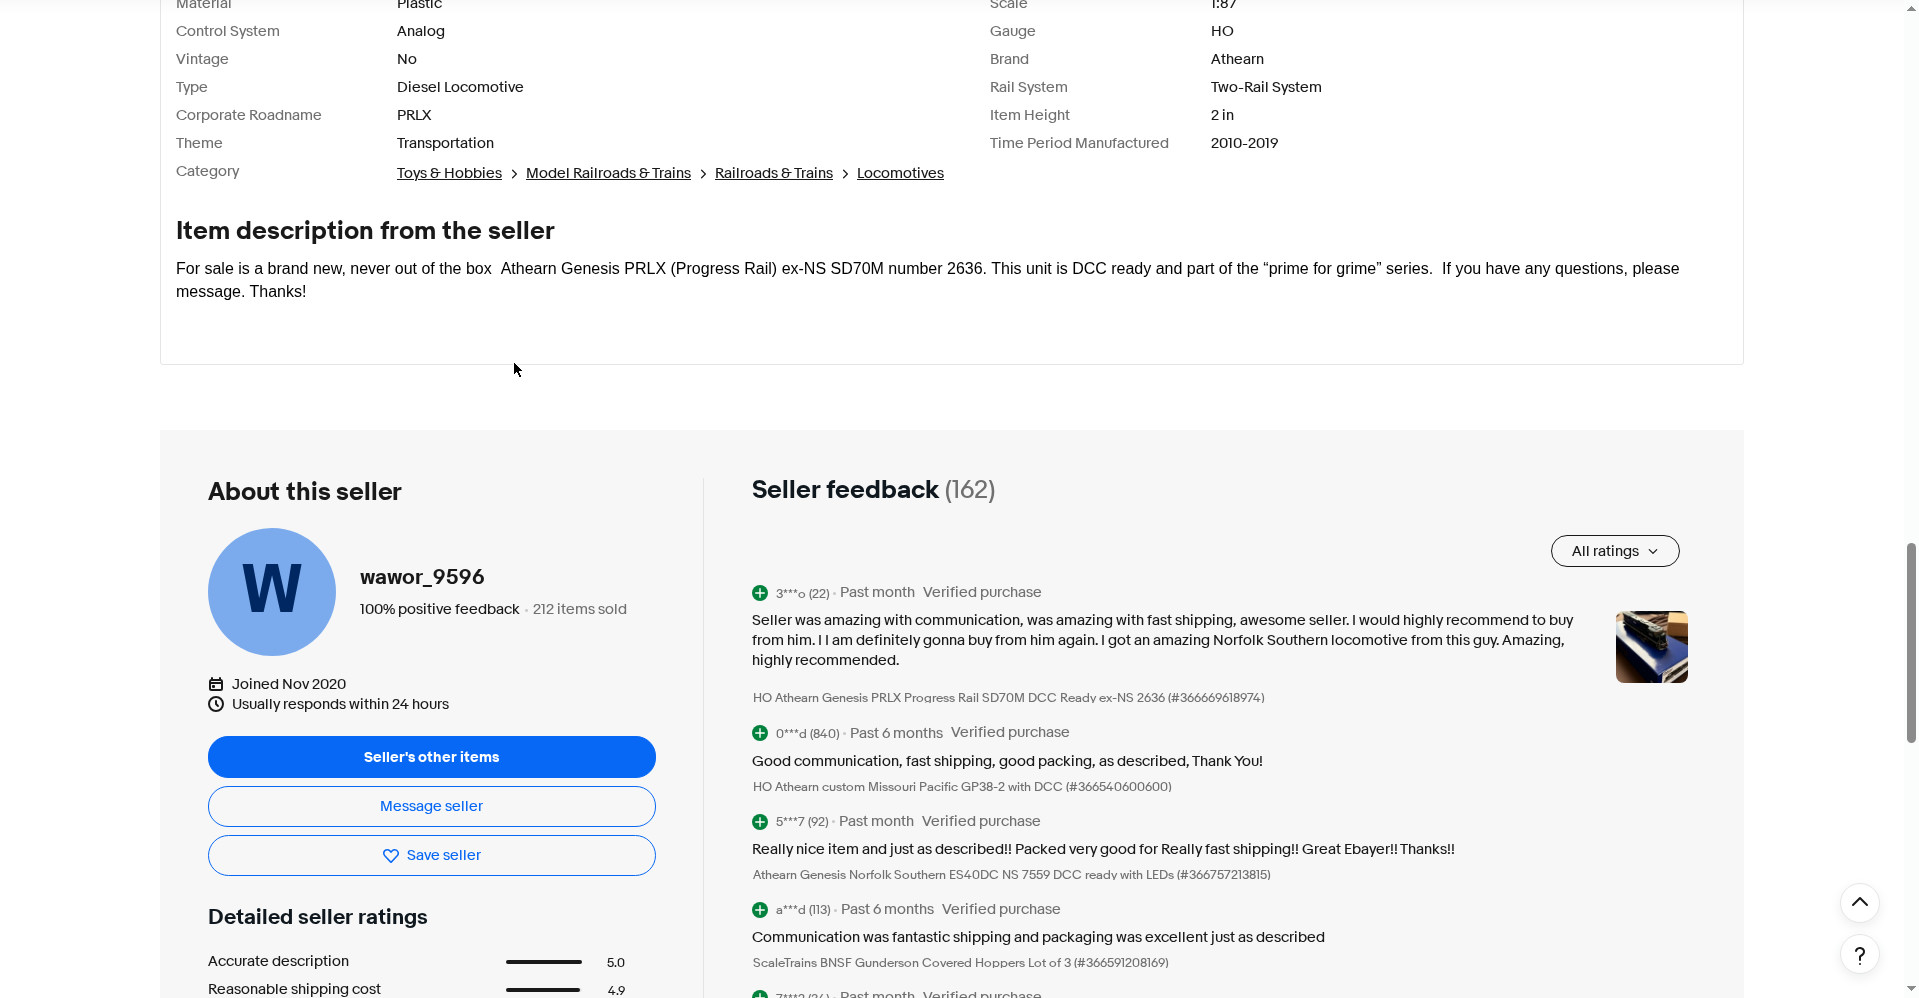 Material Plastic Scale 1:87
Control System Analog Gauge HO
Vintage No Brand Athearn
Type Diesel Locomotive Rail System Two-Rail System
Corporate Roadname PRLX Item Height 2 in
Theme Transportation Time Period Manufactured 2010-2019
Category Toys & Hobbies > Model Railroads & Trains > Railroads & Trains > Locomotives
Item description from the seller
For sale is a brand new, never out of the box  Athearn Genesis PRLX (Progress Rail) ex-NS SD70M number 2636. This unit is DCC ready and part of the “prime for grime” series.  If you have any questions, please
message. Thanks!
About this seller
W
wawor_9596
100% positive feedback • 212 items sold
Joined Nov 2020
Usually responds within 24 hours
Seller's other items
Message seller
Save seller
Detailed seller ratings
Accurate description 5.0
Reasonable shipping cost 4.9
Seller feedback (162)
All ratings
3***o (22) • Past month Verified purchase
Seller was amazing with communication, was amazing with fast shipping, awesome seller. I would highly recommend to buy
from him. I I am definitely gonna buy from him again. I got an amazing Norfolk Southern locomotive from this guy. Amazing,
highly recommended.
HO Athearn Genesis PRLX Progress Rail SD70M DCC Ready ex-NS 2636 (#366669618974)
0***d (840) • Past 6 months Verified purchase
Good communication, fast shipping, good packing, as described, Thank You!
HO Athearn custom Missouri Pacific GP38-2 with DCC (#366540600600)
5***7 (92) • Past month Verified purchase
Really nice item and just as described!! Packed very good for Really fast shipping!! Great Ebayer!! Thanks!!
Athearn Genesis Norfolk Southern ES40DC NS 7559 DCC ready with LEDs (#366757213815)
a***d (113) • Past 6 months Verified purchase
Communication was fantastic shipping and packaging was excellent just as described
ScaleTrains BNSF Gunderson Covered Hoppers Lot of 3 (#366591208169)
Past month Verified purchase
?